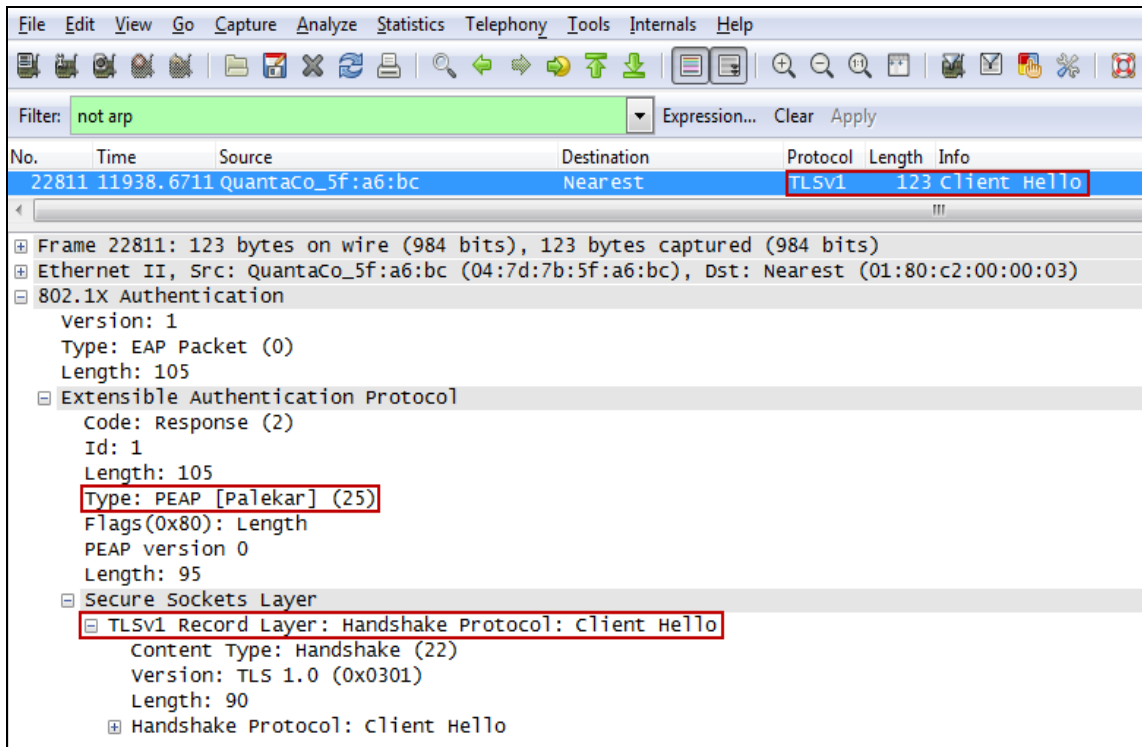 File Edit View Go Capture Analyze Statistics Telephony Tools Internals Help
Filter: not arp Expression... Clear Apply
No. Time Source Destination Protocol Length Info
22811 11938.6711 QuantaCo_5f:a6:bc Nearest TLSv1 123 Client Hello
Frame 22811: 123 bytes on wire (984 bits), 123 bytes captured (984 bits)
Ethernet II, Src: QuantaCo_5f:a6:bc (04:7d:7b:5f:a6:bc), Dst: Nearest (01:80:c2:00:00:03)
802.1X Authentication
Version: 1
Type: EAP Packet (0)
Length: 105
Extensible Authentication Protocol
Code: Response (2)
Id: 1
Length: 105
Type: PEAP [Palekar] (25)
Flags(0x80): Length
PEAP version 0
Length: 95
Secure Sockets Layer
TLSv1 Record Layer: Handshake Protocol: Client Hello
Content Type: Handshake (22)
Version: TLS 1.0 (0x0301)
Length: 90
Handshake Protocol: Client Hello